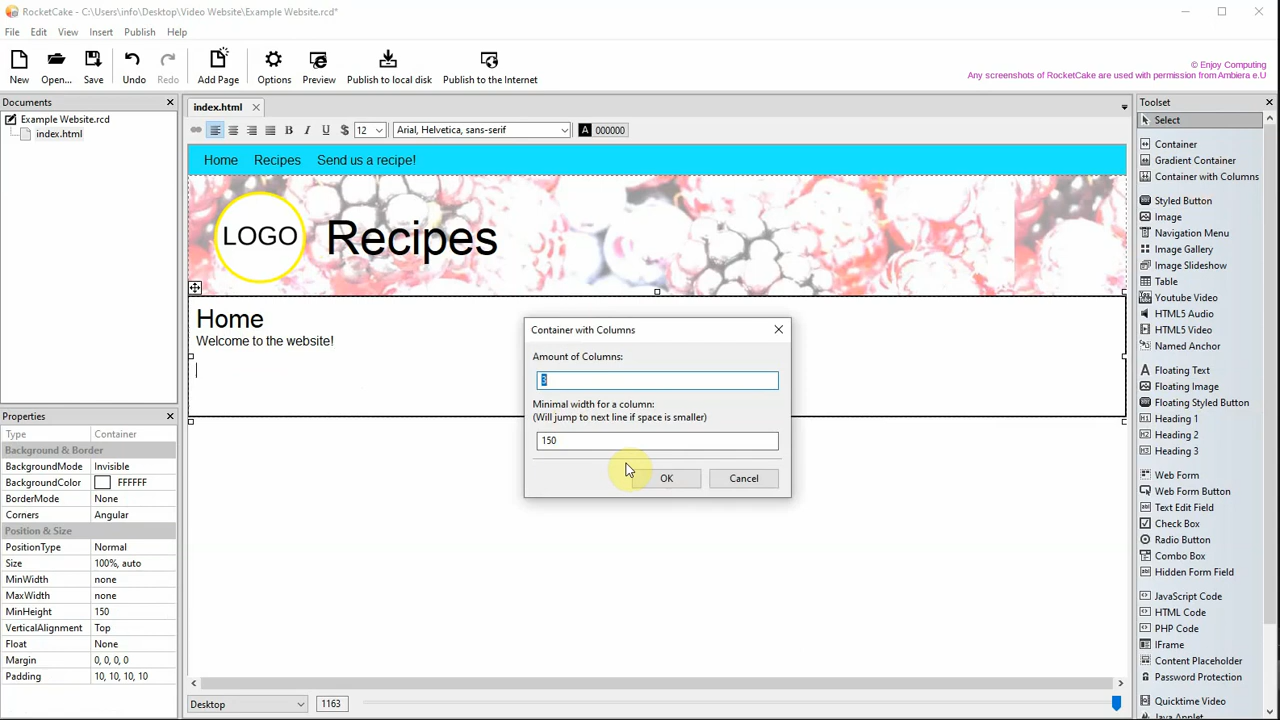 RocketCake - C:\Users\info\Desktop\Video Website\Example Website.rcd*
File Edit View Insert Publish Help
New Open... Save Undo Redo Add Page Options Preview Publish to local disk Publish to the Internet
© Enjoy Computing
Any screenshots of RocketCake are used with permission from Ambiera e.U
Documents
Example Website.rcd
index.html
index.html
12 Arial, Helvetica, sans-serif A 000000
Home Recipes Send us a recipe!
LOGO Recipes
Home
Welcome to the website!
Container with Columns
Amount of Columns:
3
Minimal width for a column:
(Will jump to next line if space is smaller)
150
OK Cancel
Properties
Type Container
Background & Border
BackgroundMode Invisible
BackgroundColor FFFFFF
BorderMode None
Corners Angular
Position & Size
PositionType Normal
Size 100%, auto
MinWidth none
MaxWidth none
MinHeight 150
VerticalAlignment Top
Float None
Margin 0, 0, 0, 0
Padding 10, 10, 10, 10
Desktop 1163
Toolset
Select
Container
Gradient Container
Container with Columns
Styled Button
Image
Navigation Menu
Image Gallery
Image Slideshow
Table
Youtube Video
HTML5 Audio
HTML5 Video
Named Anchor
Floating Text
Floating Image
Floating Styled Button
H1 Heading 1
H2 Heading 2
H3 Heading 3
Web Form
Web Form Button
Text Edit Field
Check Box
Radio Button
Combo Box
Hidden Form Field
JavaScript Code
HTML Code
PHP Code
IFrame
Content Placeholder
Password Protection
Quicktime Video
Java Applet